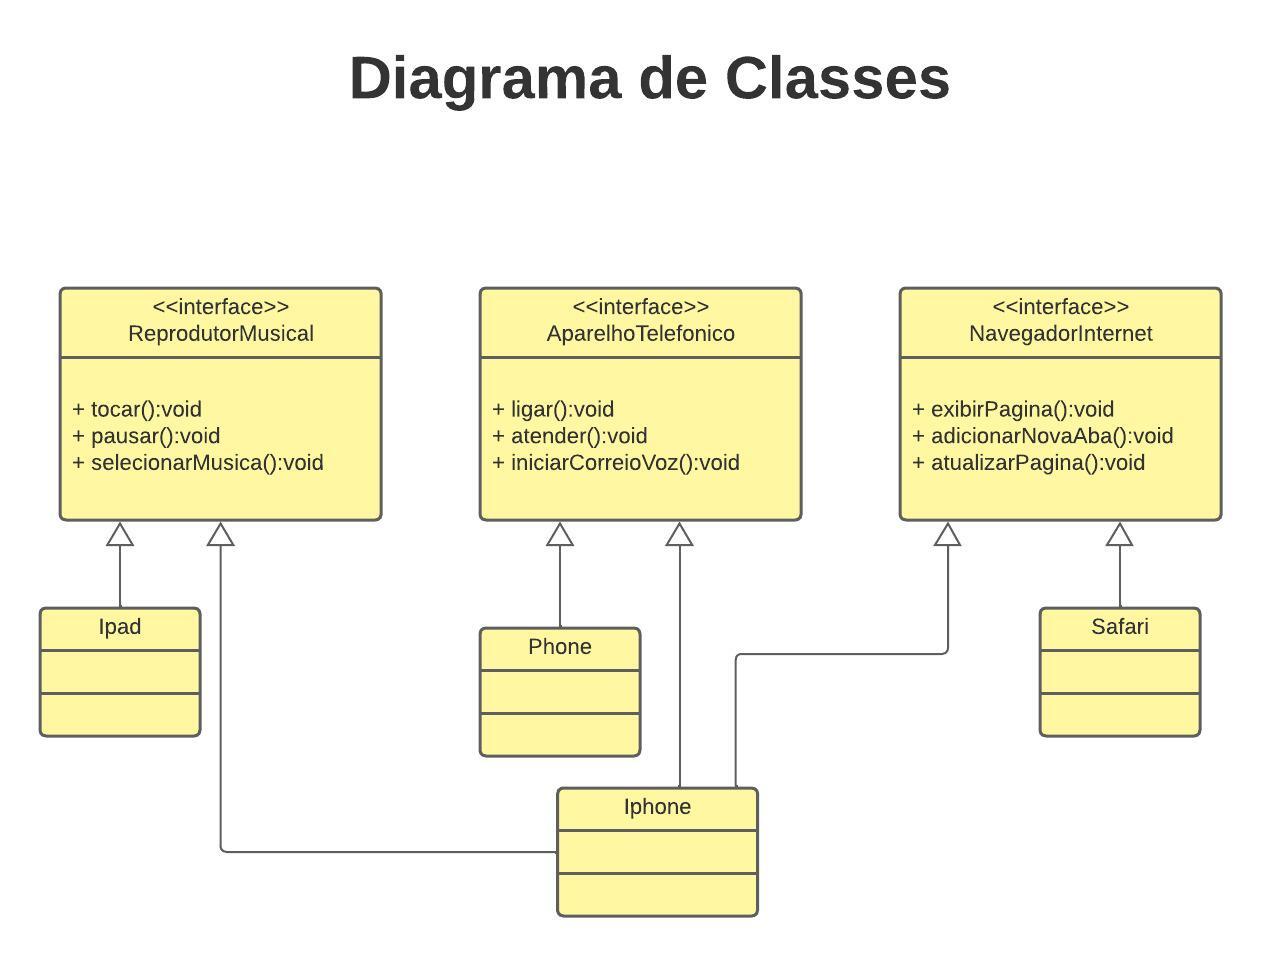 Diagrama de Classes
<<interface>>
ReprodutorMusical
+ tocar():void
+ pausar():void
+ selecionarMusica():void
<<interface>>
AparelhoTelefonico
+ ligar():void
+ atender():void
+ iniciarCorreioVoz():void
<<interface>>
NavegadorInternet
+ exibirPagina():void
+ adicionarNovaAba():void
+ atualizarPagina():void
Ipad
Phone
Safari
Iphone